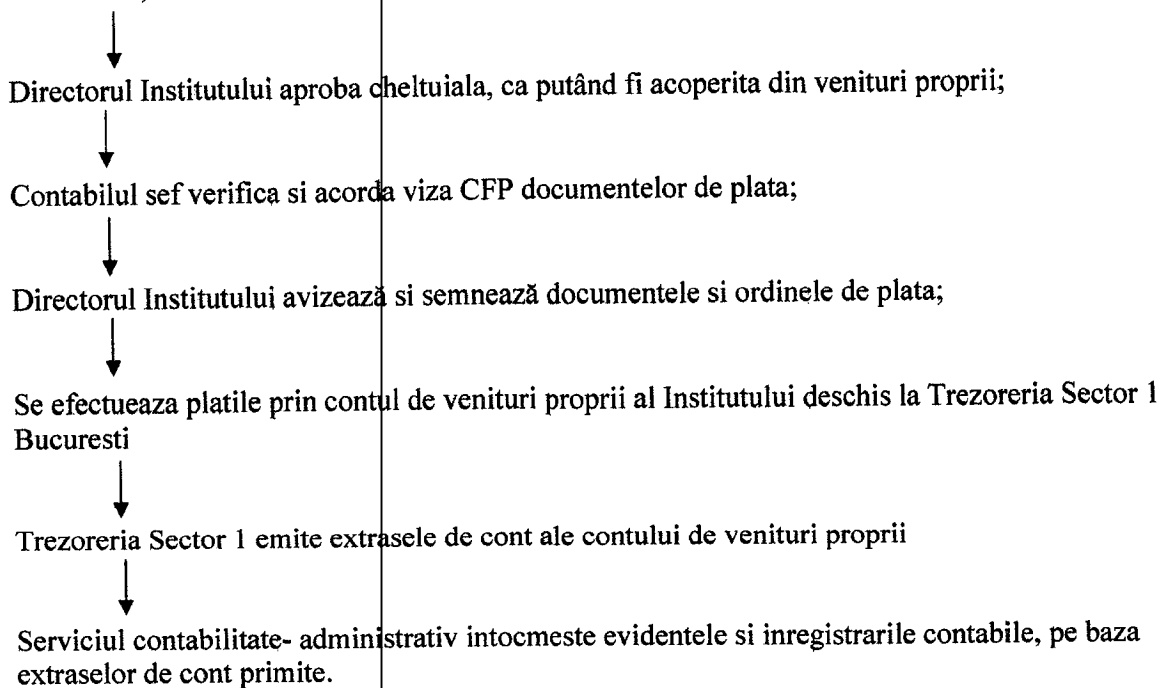 Directorul Institutului aproba cheltuiala, ca putând fi acoperita din venituri proprii;
Contabilul sef verifica si acorda viza CFP documentelor de plata;
Directorul Institutului avizează si semnează documentele si ordinele de plata;
Se efectueaza platile prin contul de venituri proprii al Institutului deschis la Trezoreria Sector 1
Bucuresti
Trezoreria Sector 1 emite extrasele de cont ale contului de venituri proprii
Serviciul contabilitate- administrativ intocmeste evidentele si inregistrarile contabile, pe baza
extraselor de cont primite.